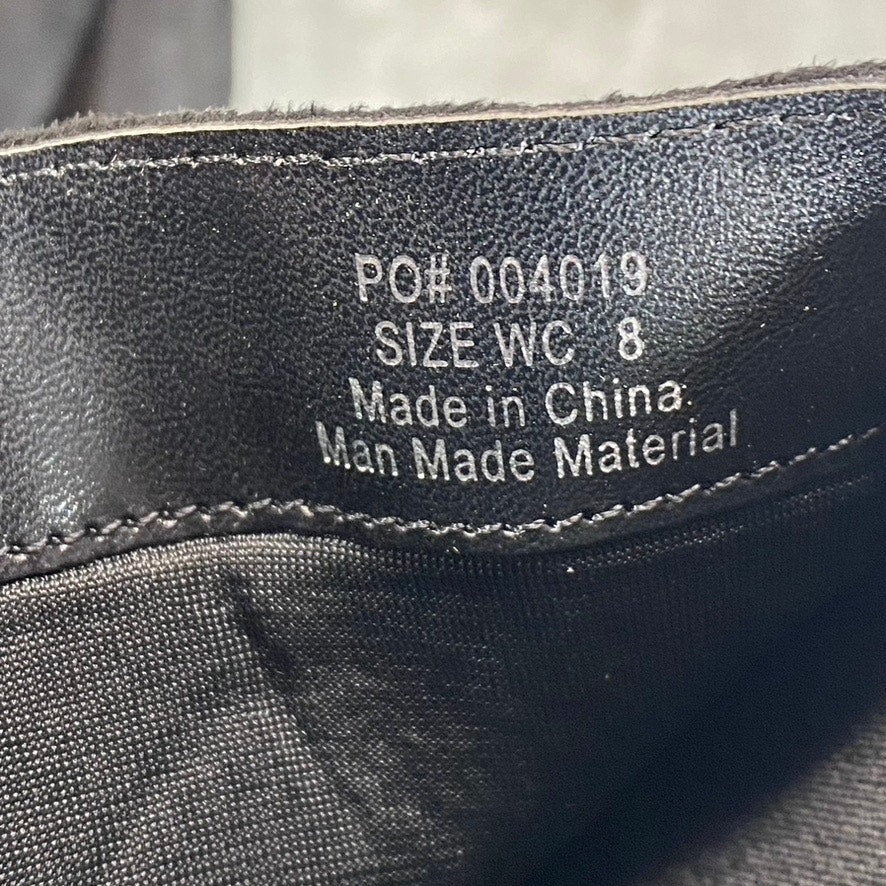 PO# 004019
SIZE WC 8
Made in China
Man Made Material